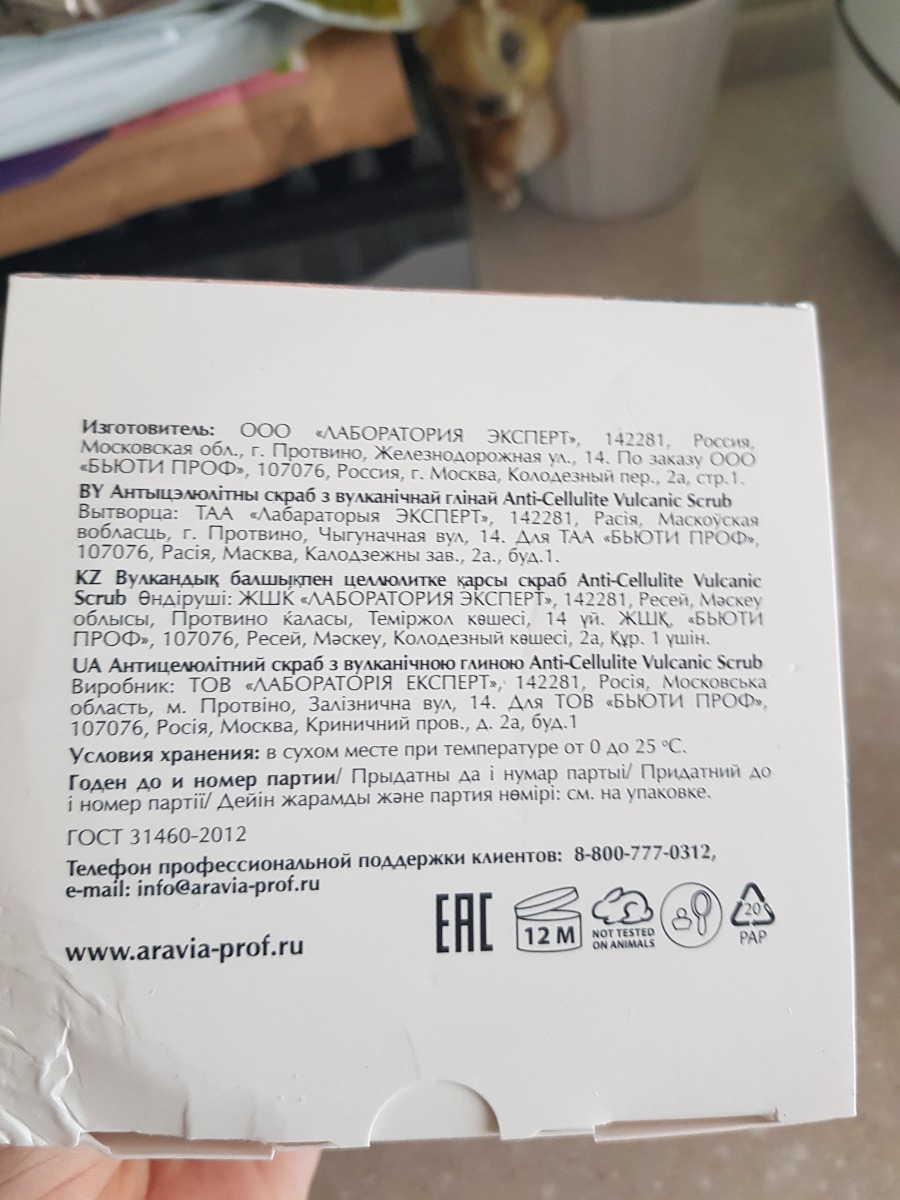 Изготовитель: ООО «ЛАБОРАТОРИЯ ЭКСПЕРТ», 142281, Россия,
Московская обл., г. Протвино, Железнодорожная ул., 14. По заказу ООО
«БЬЮТИ ПРОФ», 107076, Россия, г. Москва, Колодезный пер., 2а, стр.1.
BY Антыцэлюлітны скраб з вулканічнай глінай Anti-Cellulite Vulcanic Scrub
Вытворца: ТАА «Лабараторыя ЭКСПЕРТ», 142281, Расія, Маскоўская
вобласць, г. Протвино, Чыгуначная вул, 14. Для ТАА «БЬЮТИ ПРОФ»,
107076, Расія, Масква, Калодзежны зав., 2а., буд.1.
KZ Вулкандық балшықпен целлюлитке қарсы скраб Anti-Cellulite Vulcanic
Scrub Өндіруші: ЖШК «ЛАБОРАТОРИЯ ЭКСПЕРТ», 142281, Ресей, Мәскеу
облысы, Протвино каласы, Теміржол көшесі, 14 үй. ЖШҚ, «БЬЮТИ
ПРОФ», 107076, Ресей, Мәскеу, Колодезный көшесі, 2а, Құр. 1 үшін.
UA Антицелюлітний скраб з вулканічною глиною Anti-Cellulite Vulcanic Scrub
Виробник: ТОВ «ЛАБОРАТОРІЯ ЕКСПЕРТ», 142281, Росія, Московська
область, м. Протвіно, Залізнична вул, 14. Для ТОВ «БЬЮТИ ПРОФ»,
107076, Росія, Москва, Криничний пров., д. 2а, буд.1
Условия хранения: в сухом месте при температуре от 0 до 25 °С.
Годен до и номер партии/ Прыдатны да і нумар партыі/ Придатний до
і номер партії/ Дейін жарамды және партия нөмірі: см. на упаковке.
ГОСТ 31460-2012
Телефон профессиональной поддержки клиентов: 8-800-777-0312,
e-mail: info@aravia-prof.ru
www.aravia-prof.ru
EAC
12 M
NOT TESTED
ON ANIMALS
20
PAP